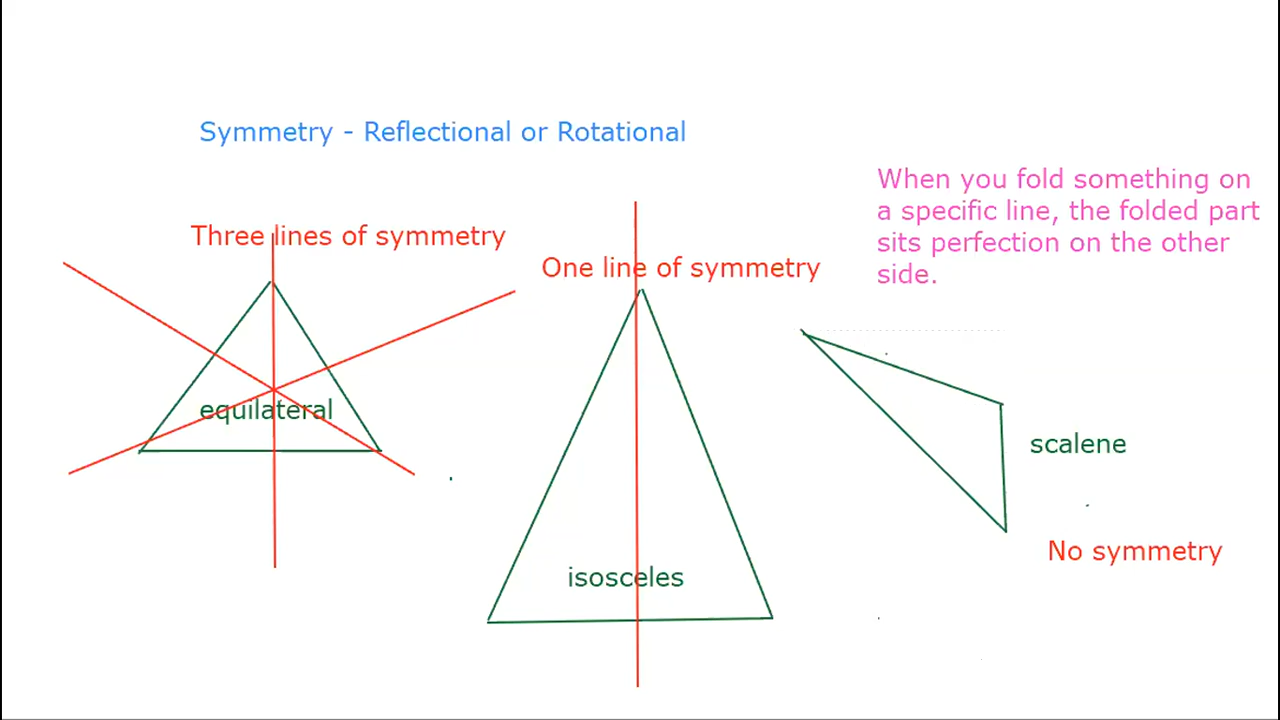 Symmetry - Reflectional or Rotational
When you fold something on
a specific line, the folded part
sits perfection on the other
side.
Three lines of symmetry
One line of symmetry
equilateral
scalene
No symmetry
isosceles